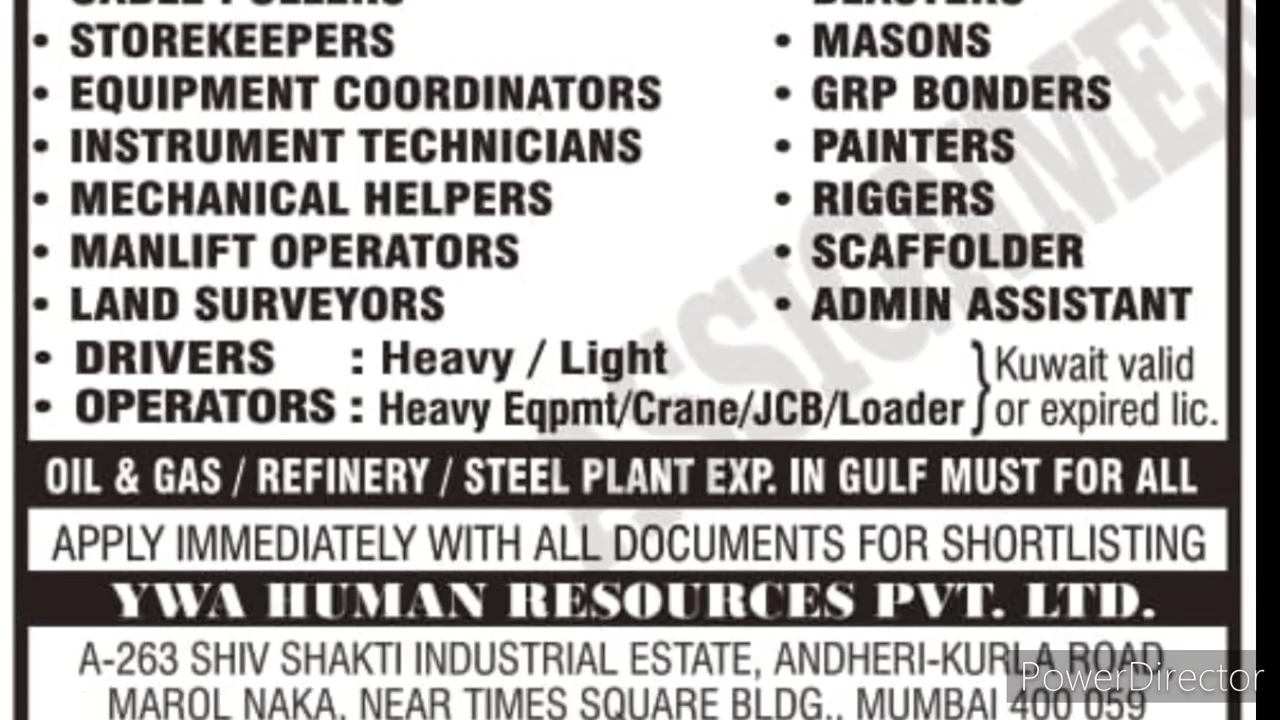 • STOREKEEPERS
• EQUIPMENT COORDINATORS
• INSTRUMENT TECHNICIANS
• MECHANICAL HELPERS
• MANLIFT OPERATORS
• LAND SURVEYORS
BLASTERS
• MASONS
• GRP BONDERS
• PAINTERS
• RIGGERS
• SCAFFOLDER
• ADMIN ASSISTANT
• DRIVERS : Heavy / Light
• OPERATORS : Heavy Eqpmt/Crane/JCB/Loader
} Kuwait valid
or expired lic.
OIL & GAS / REFINERY / STEEL PLANT EXP. IN GULF MUST FOR ALL
APPLY IMMEDIATELY WITH ALL DOCUMENTS FOR SHORTLISTING
YWA HUMAN RESOURCES PVT. LTD.
A-263 SHIV SHAKTI INDUSTRIAL ESTATE, ANDHERI-KURLA ROAD,
MAROL NAKA, NEAR TIMES SQUARE BLDG., MUMBAI 400 059
PowerDirector